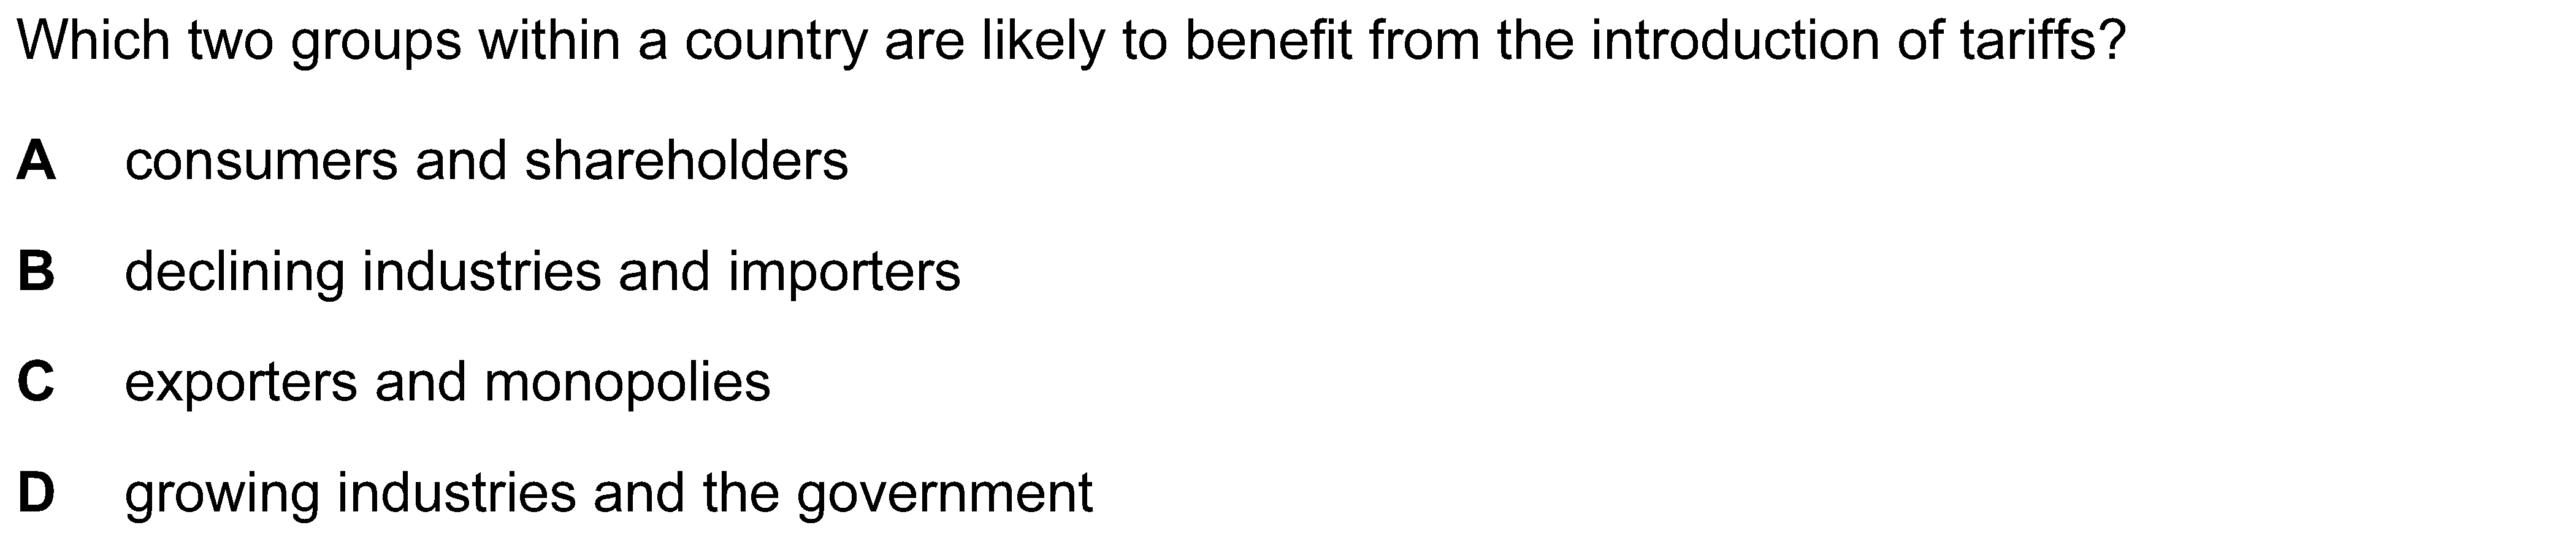 Which two groups within a country are likely to benefit from the introduction of tariffs?
A consumers and shareholders
B declining industries and importers
C exporters and monopolies
D growing industries and the government